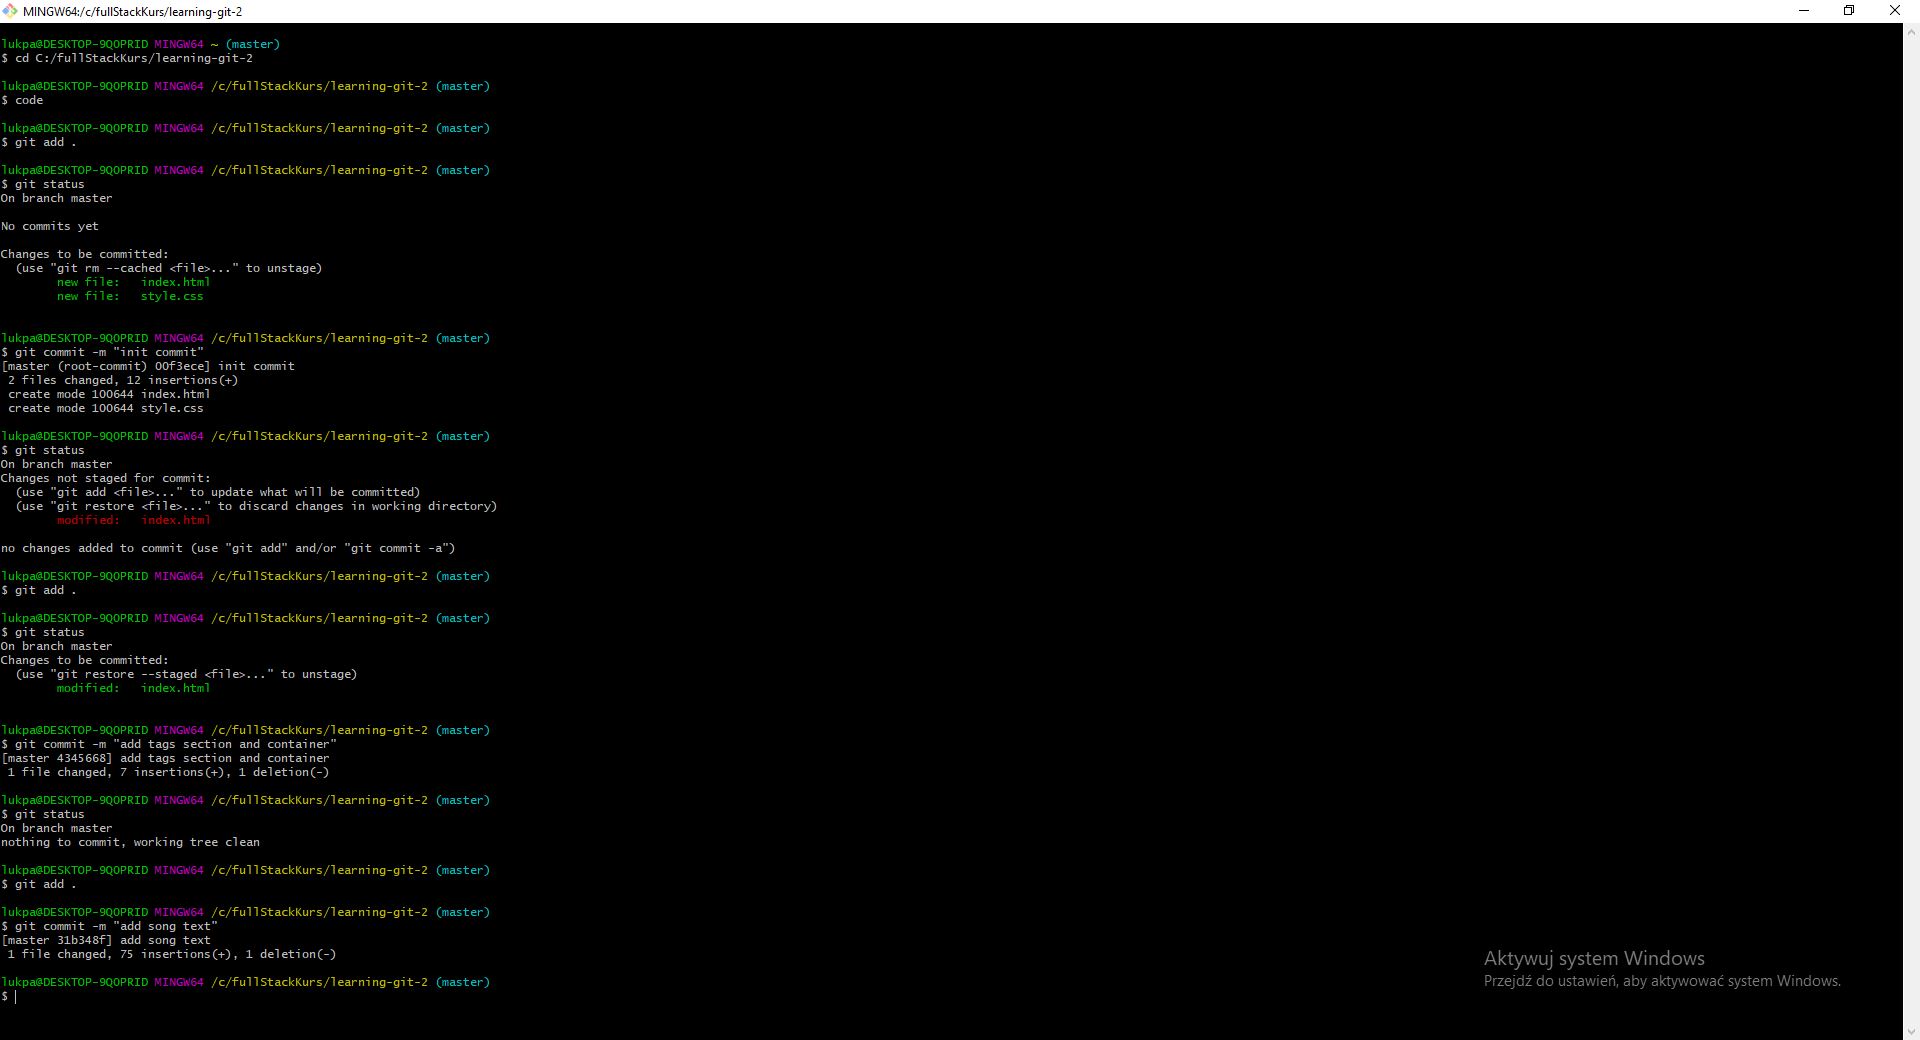 MINGW64:/c/fullStackKurs/learning-git-2
lukpa@DESKTOP-9QOPRID MINGW64 ~ (master)
$ cd C:/fullStackKurs/learning-git-2
lukpa@DESKTOP-9QOPRID MINGW64 /c/fullStackKurs/learning-git-2 (master)
$ code
lukpa@DESKTOP-9QOPRID MINGW64 /c/fullStackKurs/learning-git-2 (master)
$ git add .
lukpa@DESKTOP-9QOPRID MINGW64 /c/fullStackKurs/learning-git-2 (master)
$ git status
On branch master
No commits yet
Changes to be committed:
  (use "git rm --cached <file>..." to unstage)
        new file:   index.html
        new file:   style.css
lukpa@DESKTOP-9QOPRID MINGW64 /c/fullStackKurs/learning-git-2 (master)
$ git commit -m "init commit"
[master (root-commit) 00f3ece] init commit
 2 files changed, 12 insertions(+)
 create mode 100644 index.html
 create mode 100644 style.css
lukpa@DESKTOP-9QOPRID MINGW64 /c/fullStackKurs/learning-git-2 (master)
$ git status
On branch master
Changes not staged for commit:
  (use "git add <file>..." to update what will be committed)
  (use "git restore <file>..." to discard changes in working directory)
        modified:   index.html
no changes added to commit (use "git add" and/or "git commit -a")
lukpa@DESKTOP-9QOPRID MINGW64 /c/fullStackKurs/learning-git-2 (master)
$ git add .
lukpa@DESKTOP-9QOPRID MINGW64 /c/fullStackKurs/learning-git-2 (master)
$ git status
On branch master
Changes to be committed:
  (use "git restore --staged <file>..." to unstage)
        modified:   index.html
lukpa@DESKTOP-9QOPRID MINGW64 /c/fullStackKurs/learning-git-2 (master)
$ git commit -m "add tags section and container"
[master 4345668] add tags section and container
 1 file changed, 7 insertions(+), 1 deletion(-)
lukpa@DESKTOP-9QOPRID MINGW64 /c/fullStackKurs/learning-git-2 (master)
$ git status
On branch master
nothing to commit, working tree clean
lukpa@DESKTOP-9QOPRID MINGW64 /c/fullStackKurs/learning-git-2 (master)
$ git add .
lukpa@DESKTOP-9QOPRID MINGW64 /c/fullStackKurs/learning-git-2 (master)
$ git commit -m "add song text"
[master 31b348f] add song text
 1 file changed, 75 insertions(+), 1 deletion(-)
lukpa@DESKTOP-9QOPRID MINGW64 /c/fullStackKurs/learning-git-2 (master)
$
Aktywuj system Windows
Przejdź do ustawień, aby aktywować system Windows.